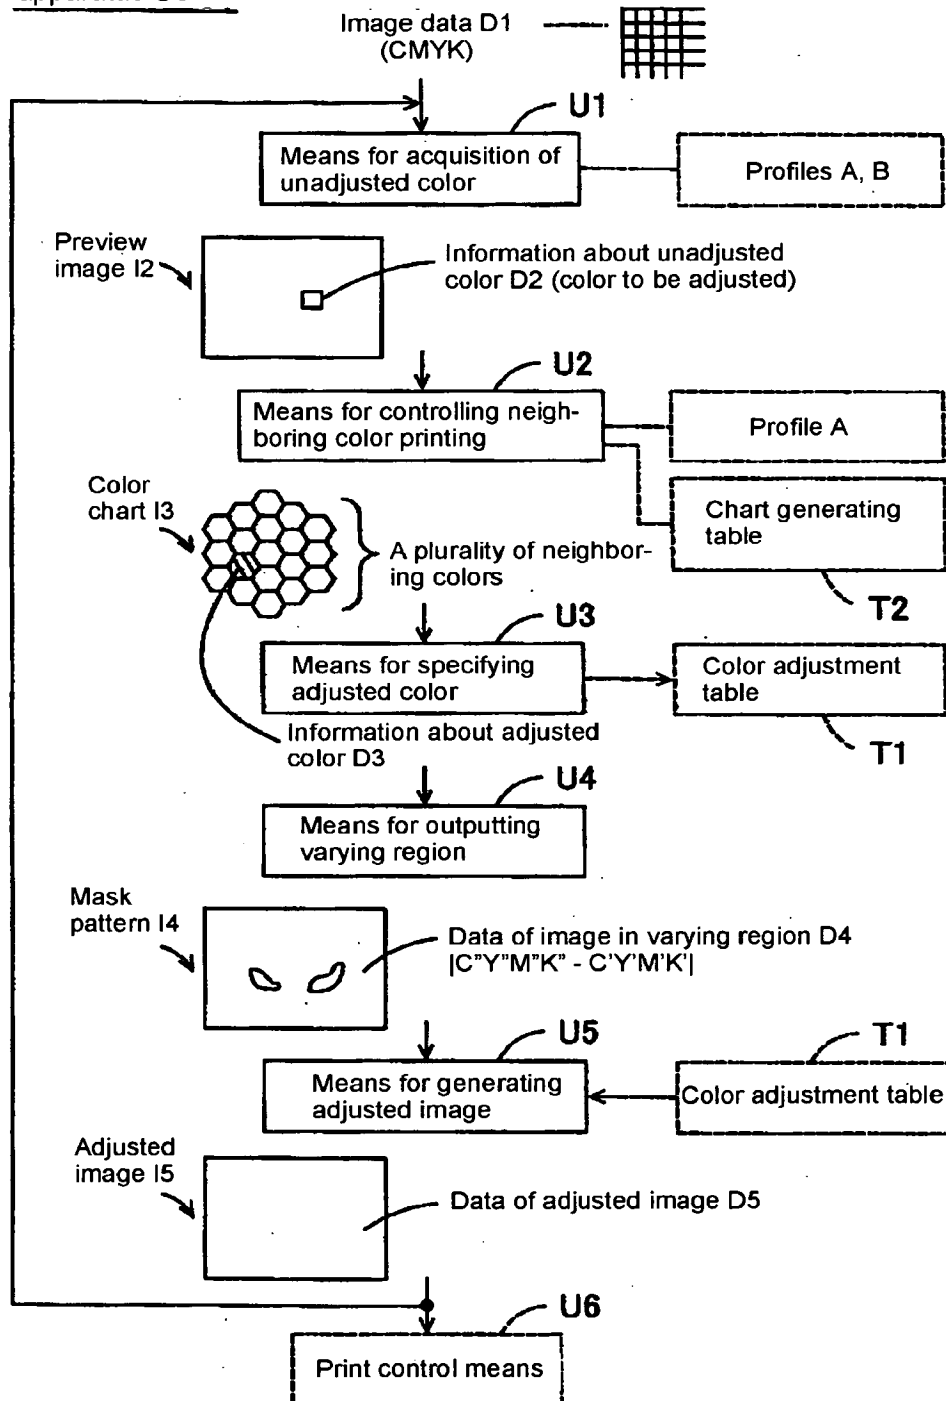 Image data D1
(CMYK)
U1
Means for acquisition of
unadjusted color
Profiles A, B
Preview
image I2
Information about unadjusted
color D2 (color to be adjusted)
U2
Means for controlling neigh-
boring color printing
Profile A
Color
chart I3
Chart generating
table
A plurality of neighbor-
ing colors
T2
U3
Means for specifying
adjusted color
Color adjustment
table
Information about adjusted
color D3
T1
U4
Means for outputting
varying region
Mask
pattern I4
Data of image in varying region D4
|C"Y"M"K" - C'Y'M'K'|
U5
T1
Means for generating
adjusted image
Color adjustment table
Adjusted
image I5
Data of adjusted image D5
U6
Print control means